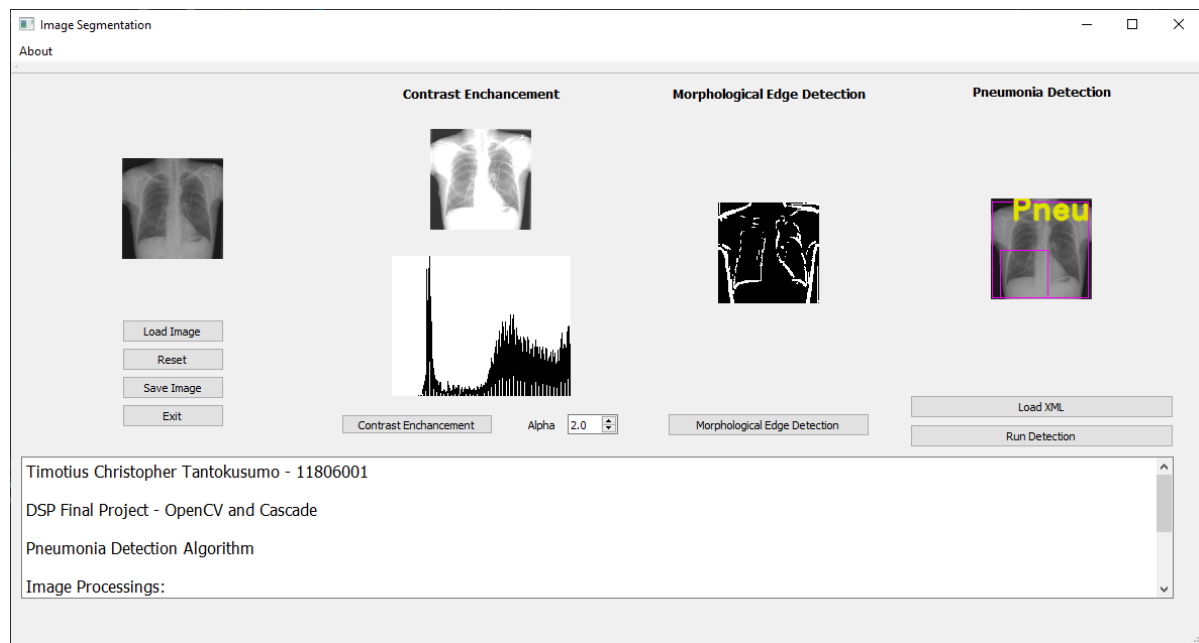 Image Segmentation
About
Contrast Enchancement
Morphological Edge Detection
Pneumonia Detection
Pneu
Load Image
Reset
Save Image
Exit
Contrast Enchancement
Alpha
2.0
Morphological Edge Detection
Load XML
Run Detection
Timotius Christopher Tantokusumo - 11806001
DSP Final Project - OpenCV and Cascade
Pneumonia Detection Algorithm
Image Processings: